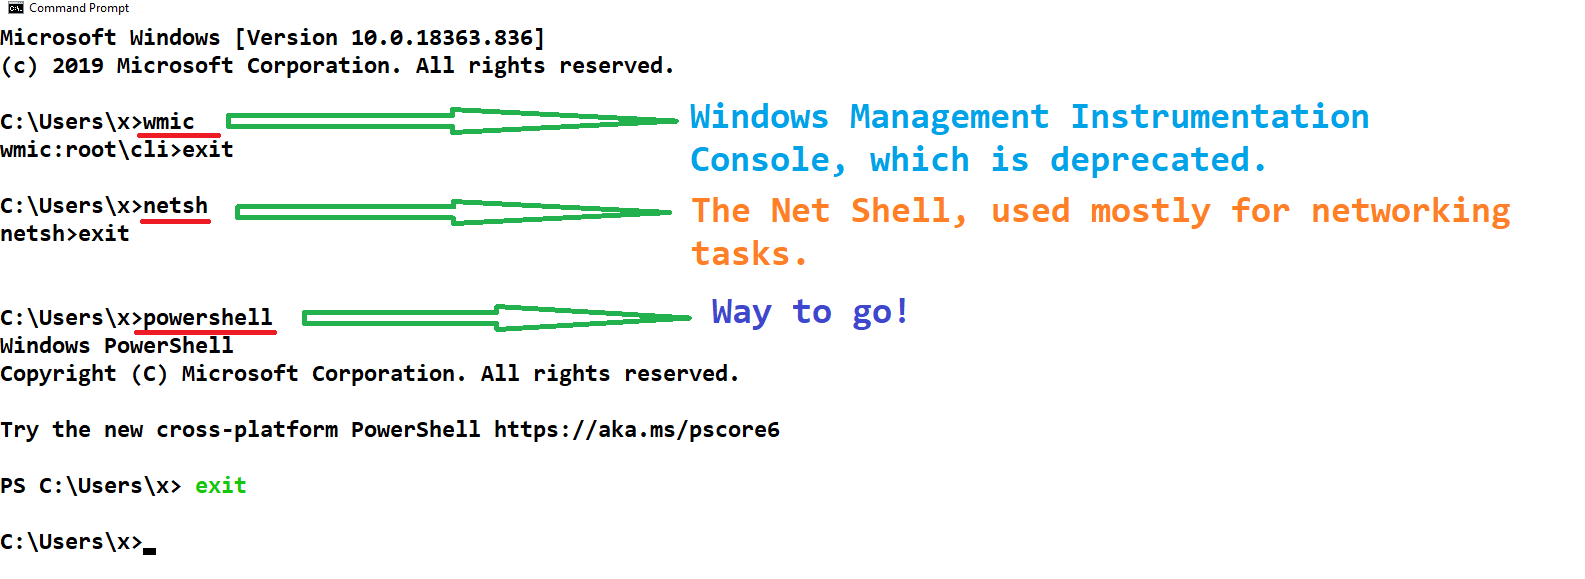 Command Prompt
Microsoft Windows [Version 10.0.18363.836]
(c) 2019 Microsoft Corporation. All rights reserved.
C:\Users\x>wmic
Windows Management Instrumentation
Console, which is deprecated.
wmic:root\cli>exit
C:\Users\x>netsh
The Net Shell, used mostly for networking
tasks.
netsh>exit
C:\Users\x>powershell
Way to go!
Windows PowerShell
Copyright (C) Microsoft Corporation. All rights reserved.
Try the new cross-platform PowerShell https://aka.ms/pscore6
PS C:\Users\x> exit
C:\Users\x>